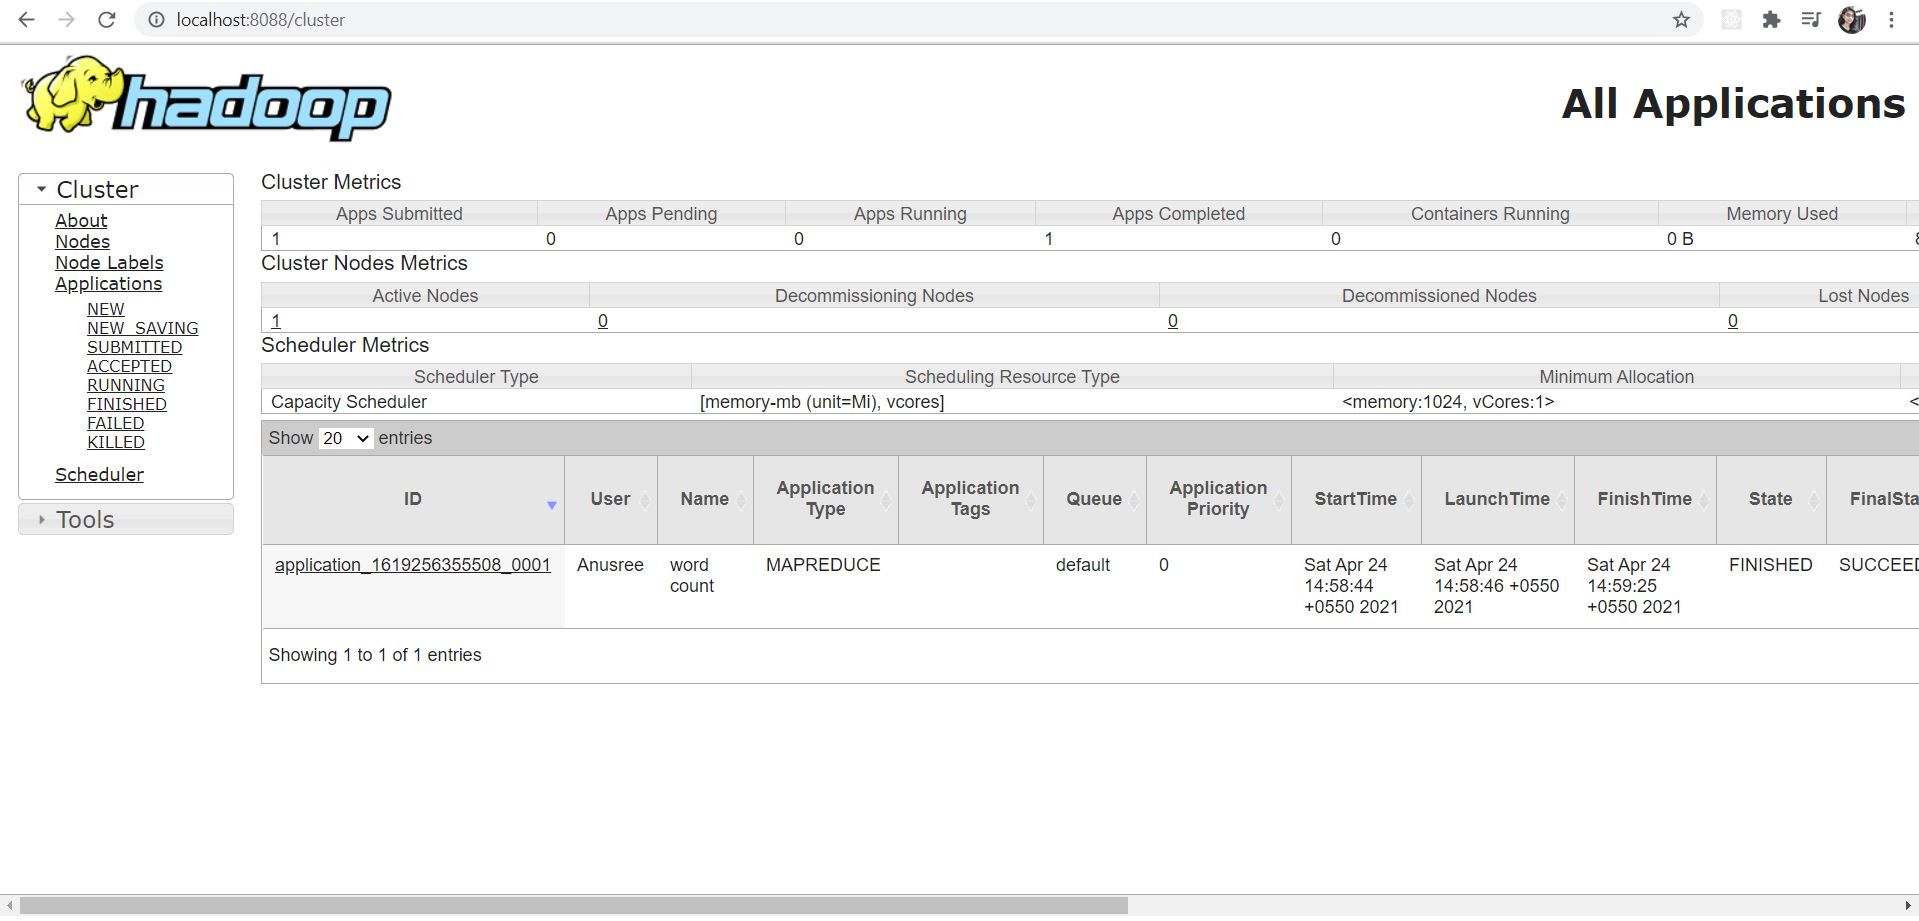 localhost:8088/cluster
hadoop
All Applications
Cluster
About
Nodes
Node Labels
Applications
NEW
NEW_SAVING
SUBMITTED
ACCEPTED
RUNNING
FINISHED
FAILED
KILLED
Scheduler
Tools
Cluster Metrics
Apps Submitted Apps Pending Apps Running Apps Completed Containers Running Memory Used
1 0 0 1 0 0 B
Cluster Nodes Metrics
Active Nodes Decommissioning Nodes Decommissioned Nodes Lost Nodes
1 0 0 0
Scheduler Metrics
Scheduler Type Scheduling Resource Type Minimum Allocation
Capacity Scheduler [memory-mb (unit=Mi), vcores] <memory:1024, vCores:1> <
Show 20 entries
ID User Name Application Type Application Tags Queue Application Priority StartTime LaunchTime FinishTime State FinalSta
application_1619256355508_0001 Anusree word count MAPREDUCE default 0 Sat Apr 24 14:58:44 +0550 2021 Sat Apr 24 14:58:46 +0550 2021 Sat Apr 24 14:59:25 +0550 2021 FINISHED SUCCEED
Showing 1 to 1 of 1 entries